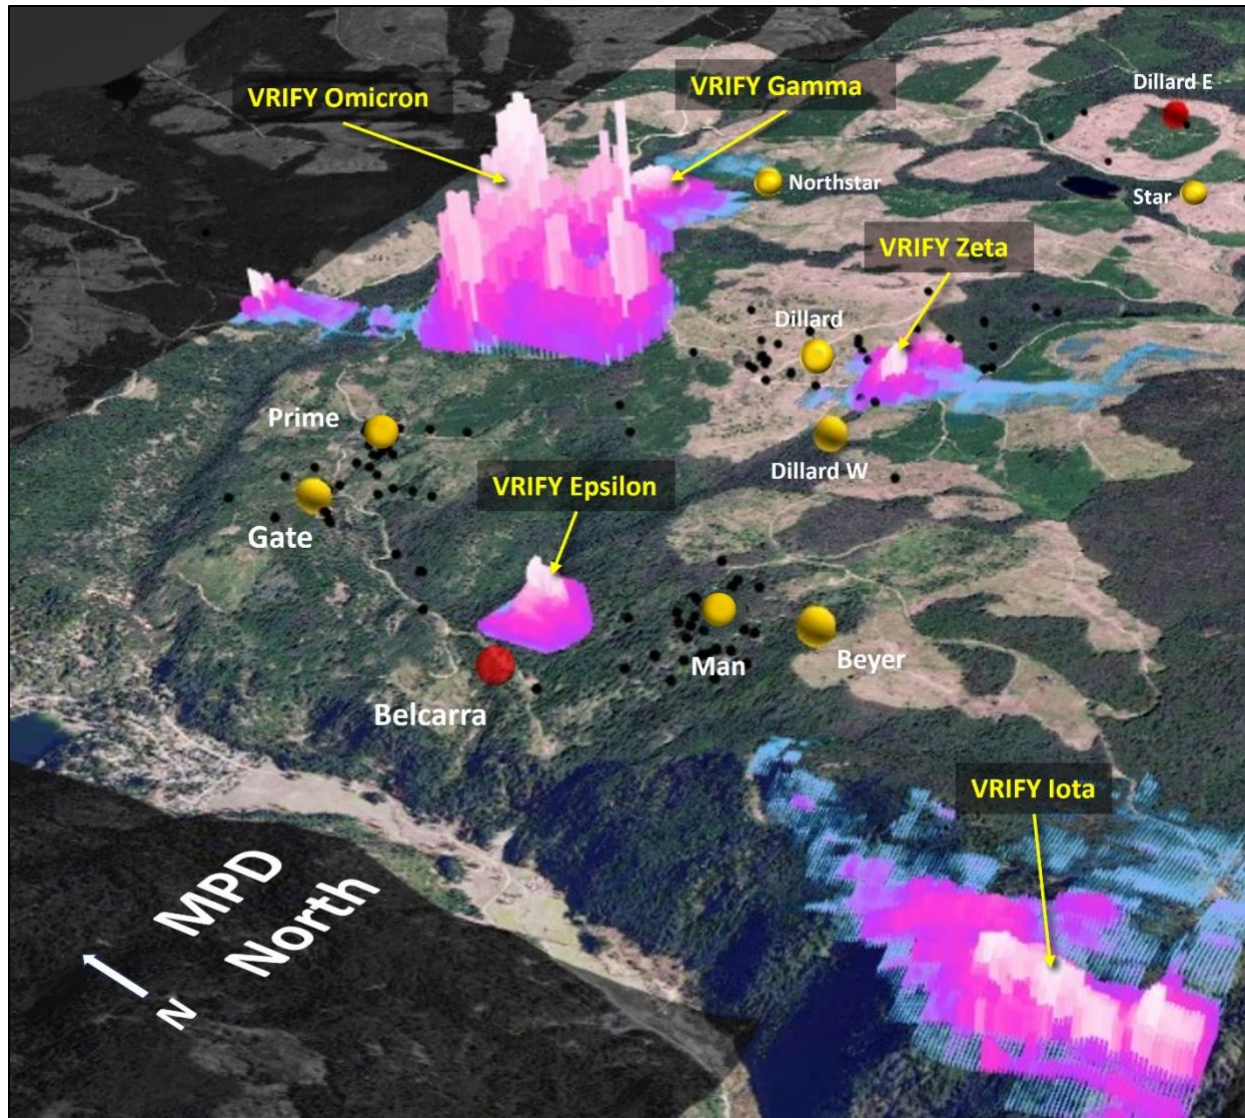 VRIFY Omicron
VRIFY Gamma
Dillard E
Northstar
Star
VRIFY Zeta
Dillard
Prime
Dillard W
VRIFY Epsilon
Gate
Man
Beyer
Belcarra
VRIFY Iota
MPD
North
N